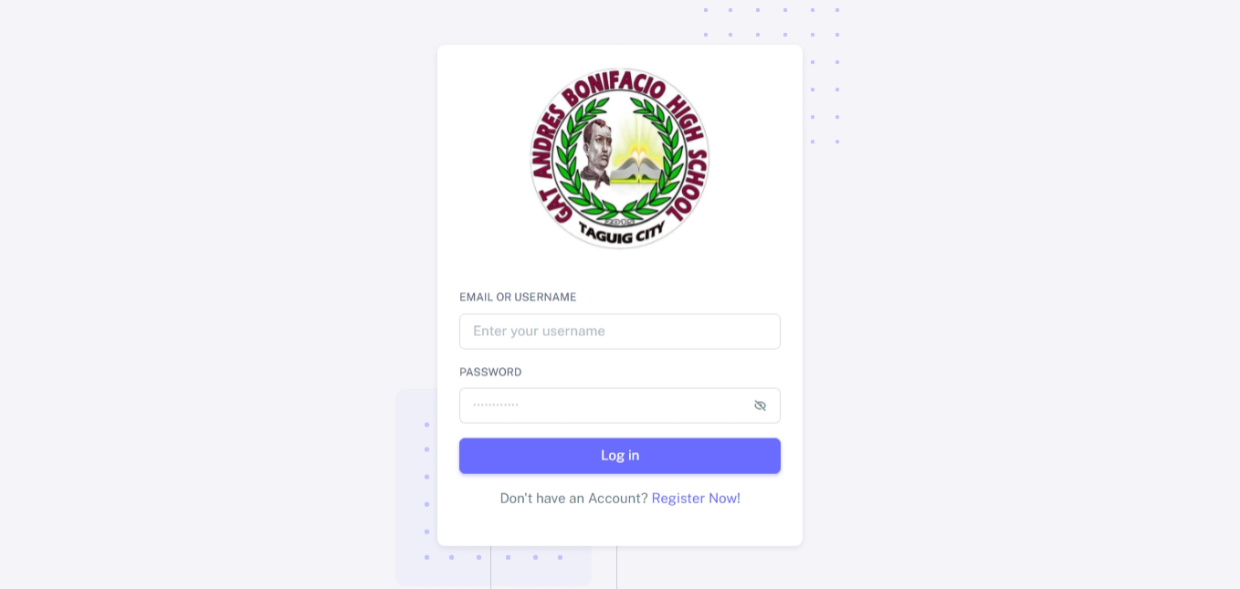 GAT ANDRES BONIFACIO HIGH SCHOOL
TAGUIG CITY
EMAIL OR USERNAME
Enter your username
PASSWORD
············
Log in
Don't have an Account? Register Now!